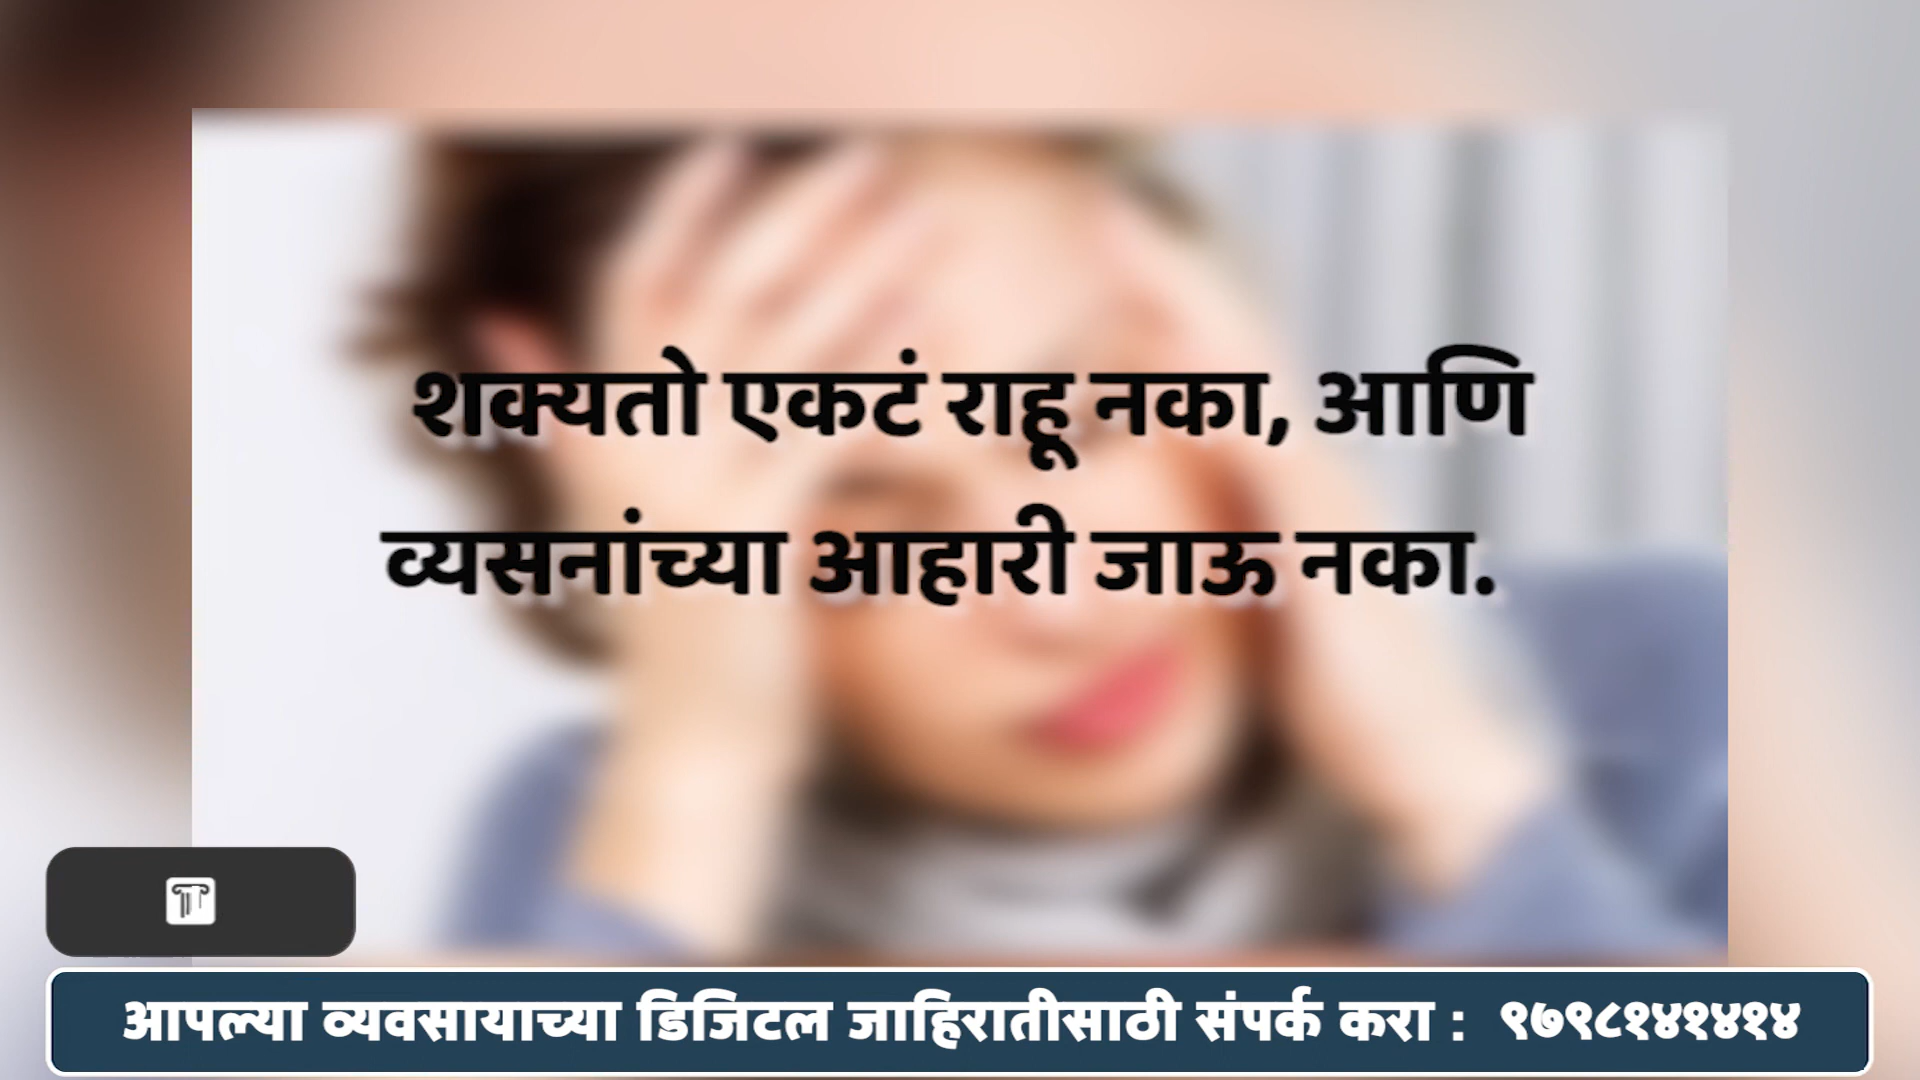 शक्यतो एकटं राहू नका, आणि
व्यसनांच्या आहारी जाऊ नका.
आपल्या व्यवसायाच्या डिजिटल जाहिरातीसाठी संपर्क करा : ९७९८१४१४१४